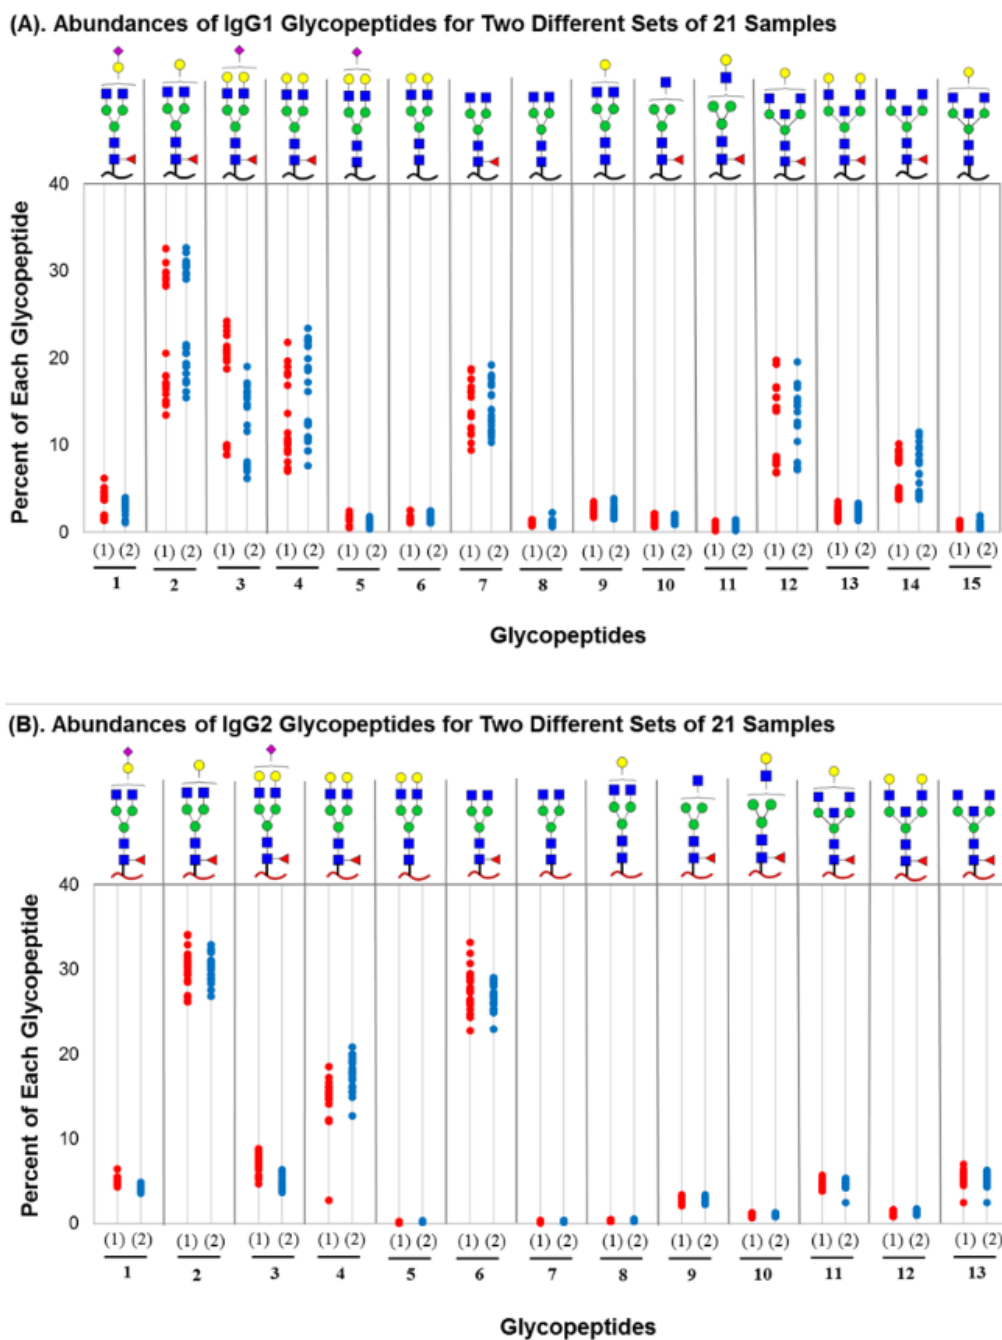 (A). Abundances of IgG1 Glycopeptides for Two Different Sets of 21 Samples
Percent of Each Glycopeptide
40
30
20
10
0
(1) (2) (1) (2) (1) (2) (1) (2) (1) (2) (1) (2) (1) (2) (1) (2) (1) (2) (1) (2) (1) (2) (1) (2) (1) (2) (1) (2) (1) (2)
1 2 3 4 5 6 7 8 9 10 11 12 13 14 15
Glycopeptides
(B). Abundances of IgG2 Glycopeptides for Two Different Sets of 21 Samples
Percent of Each Glycopeptide
40
30
20
10
0
(1) (2) (1) (2) (1) (2) (1) (2) (1) (2) (1) (2) (1) (2) (1) (2) (1) (2) (1) (2) (1) (2) (1) (2) (1) (2)
1 2 3 4 5 6 7 8 9 10 11 12 13
Glycopeptides